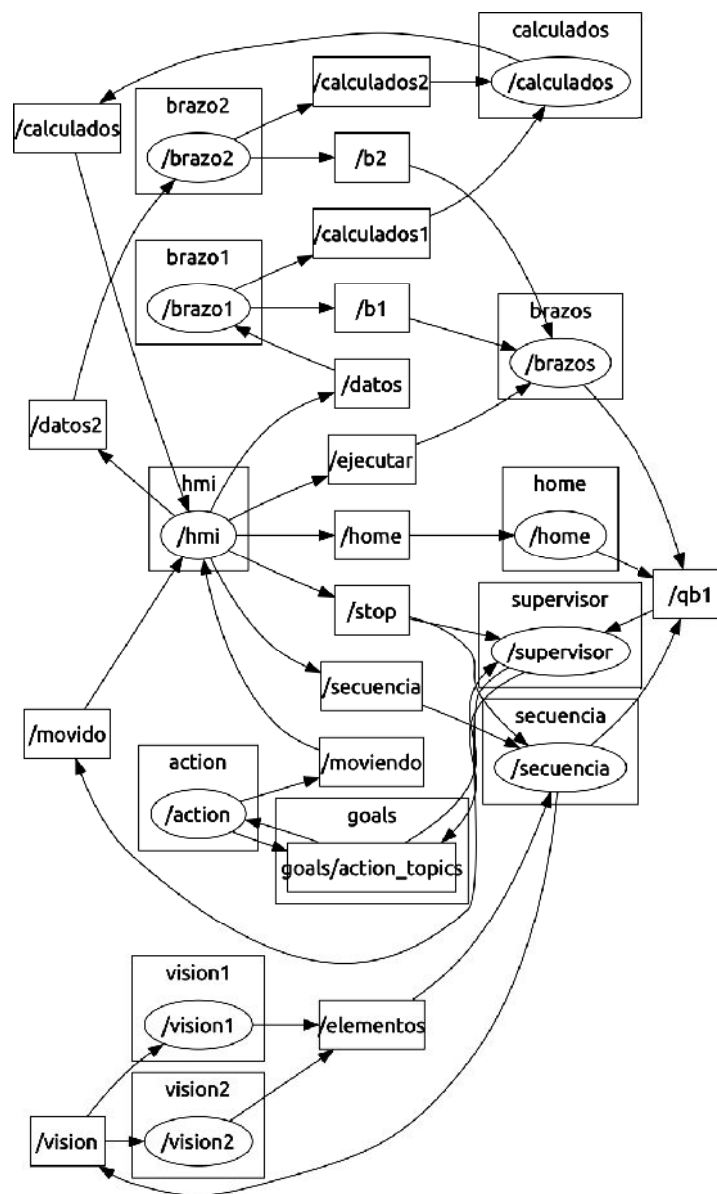 calculados
/calculados2
/calculados
/calculados
brazo2
/brazo2
/b2
/calculados1
brazo1
/brazo1
/b1
brazos
/brazos
/datos
/datos2
/ejecutar
hmi
/hmi
/home
home
/home
/qb1
/stop
supervisor
/supervisor
/secuencia
secuencia
/secuencia
/movido
/moviendo
action
/action
goals
goals/action_topics
vision1
/vision1
/elementos
vision2
/vision2
/vision